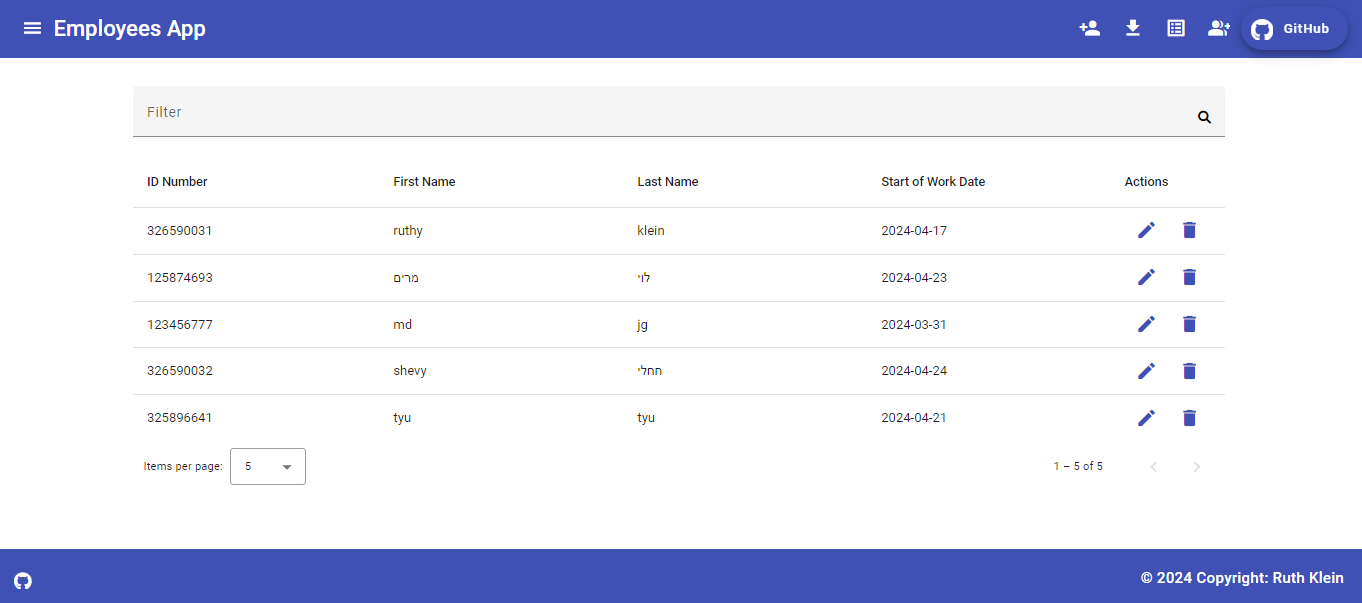 Employees App
GitHub
Filter
ID Number First Name Last Name Start of Work Date Actions
326590031 ruthy klein 2024-04-17
125874693 מרים לוי 2024-04-23
123456777 md jg 2024-03-31
326590032 shevy חחלי 2024-04-24
325896641 tyu tyu 2024-04-21
Items per page: 5 1 – 5 of 5
© 2024 Copyright: Ruth Klein